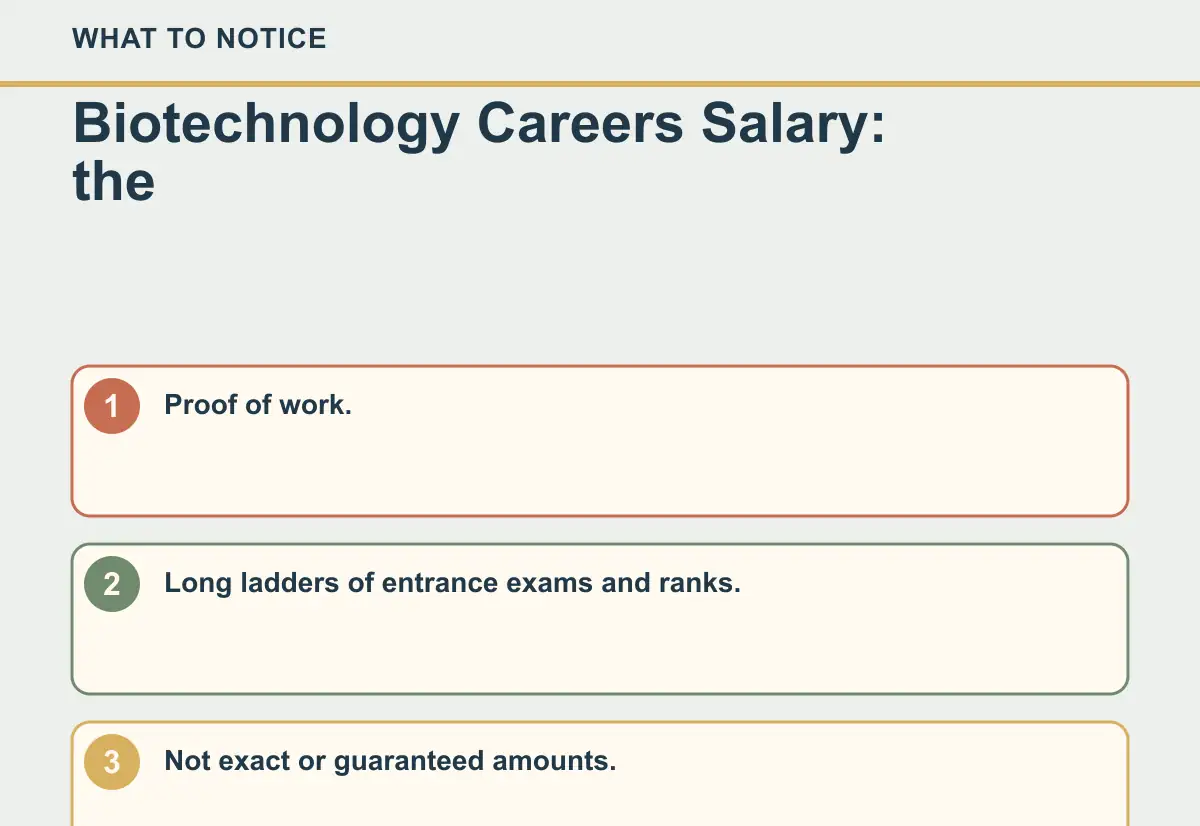 WHAT TO NOTICE
Biotechnology Careers Salary:
the
1 Proof of work.
2 Long ladders of entrance exams and ranks.
3 Not exact or guaranteed amounts.